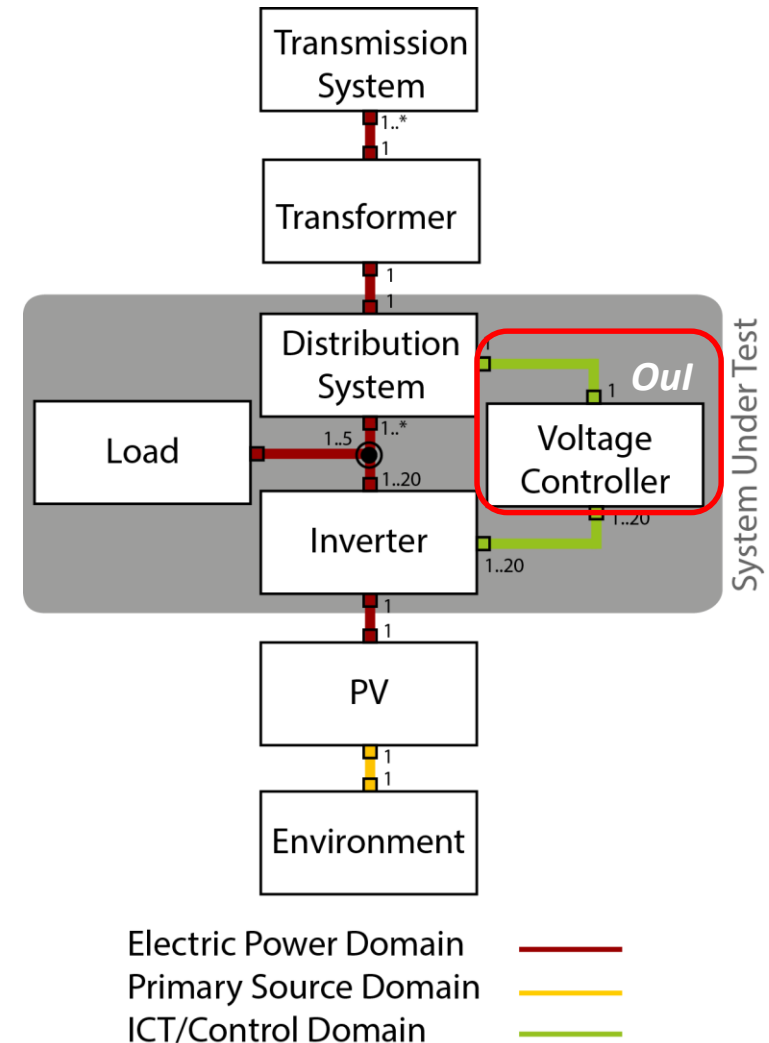 Transmission
System
1..*
1
Transformer
1
1
Distribution
System
1
OuI
1
Voltage
Controller
Load
1..5
1..*
1..20
Inverter
1..20
1..20
System Under Test
1
1
PV
1
1
Environment
Electric Power Domain
Primary Source Domain
ICT/Control Domain